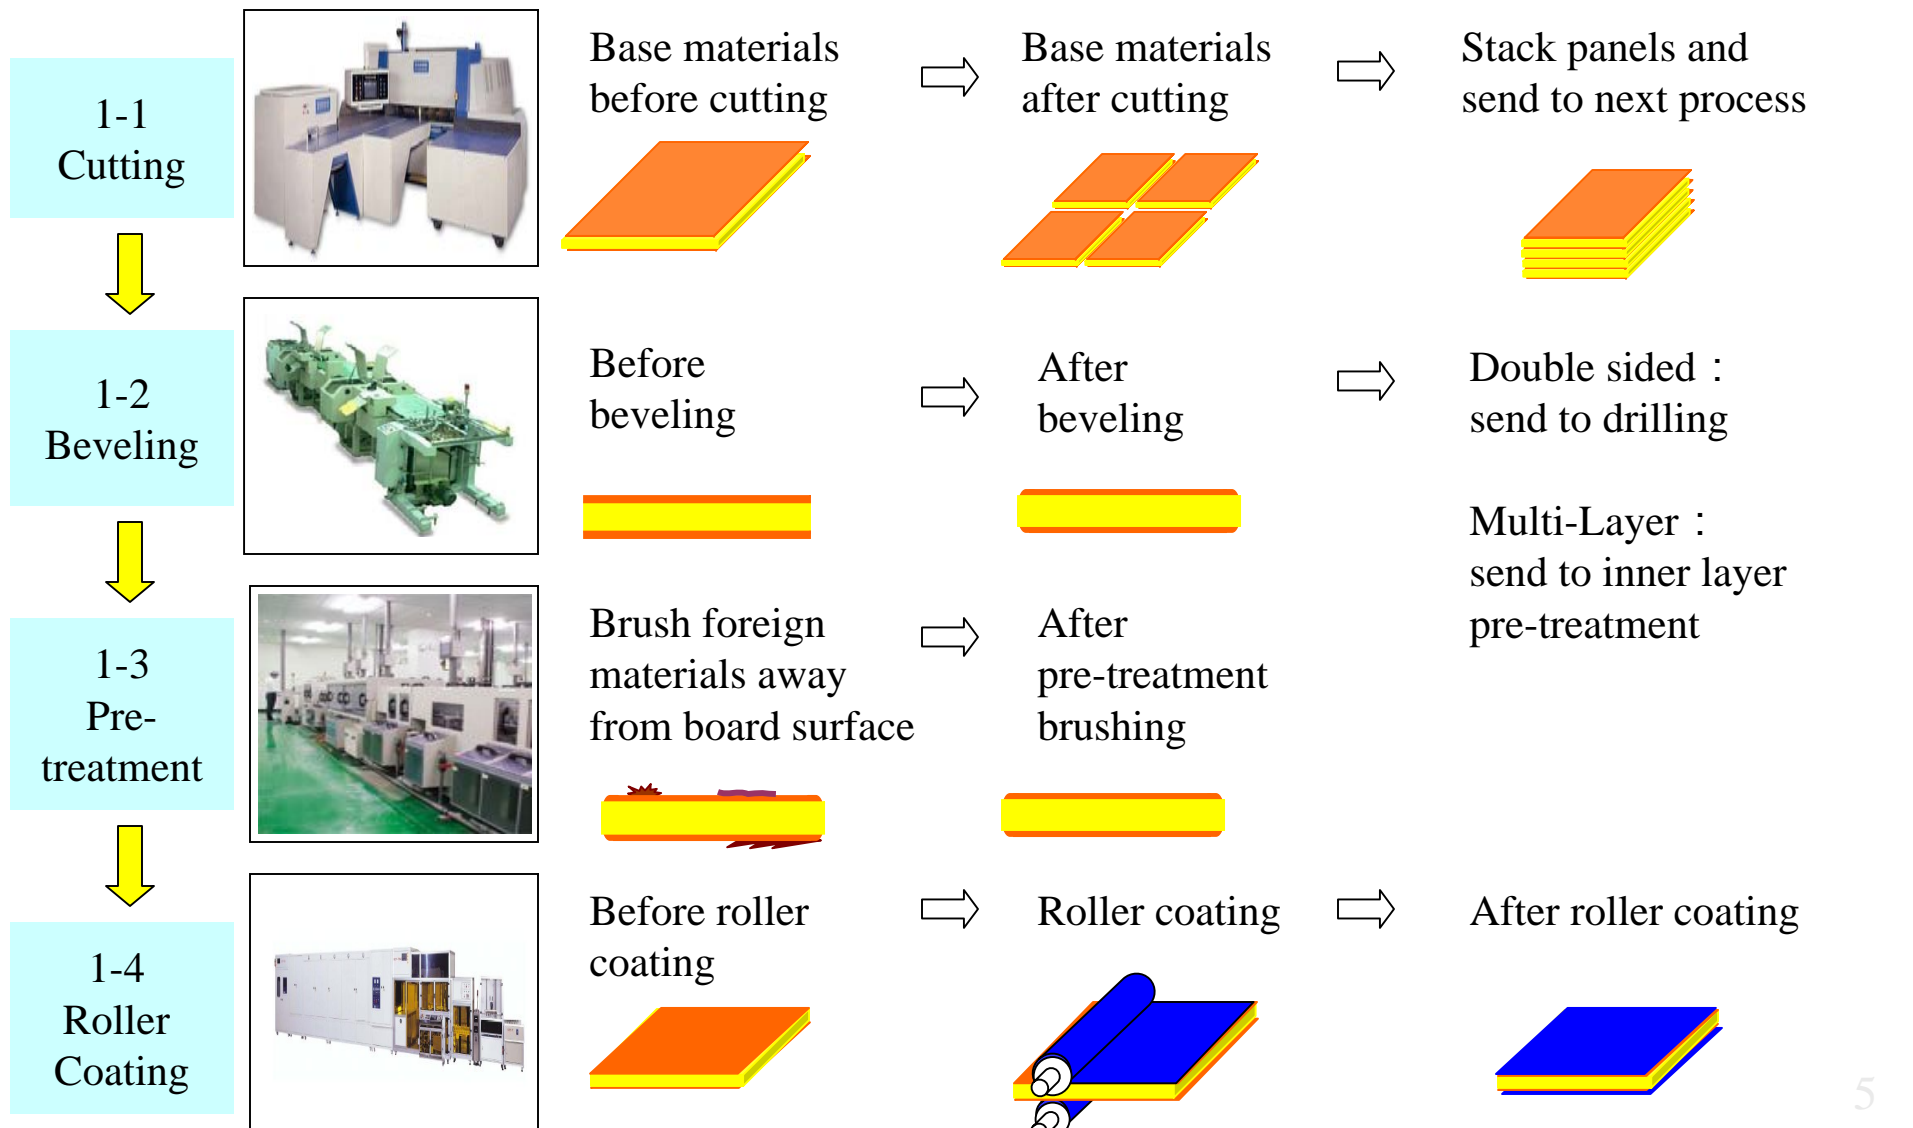 1-1
Cutting
Base materials
before cutting
Base materials
after cutting
Stack panels and
send to next process
1-2
Beveling
Before
beveling
After
beveling
Double sided：
send to drilling
Multi-Layer：
send to inner layer
pre-treatment
1-3
Pre-
treatment
Brush foreign
materials away
from board surface
After
pre-treatment
brushing
1-4
Roller
Coating
Before roller
coating
Roller coating
After roller coating
5